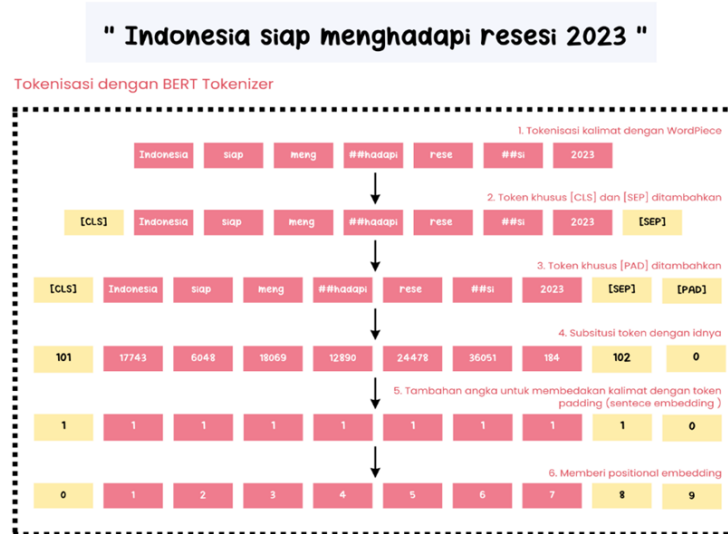 " Indonesia siap menghadapi resesi 2023 "
Tokenisasi dengan BERT Tokenizer
1. Tokenisasi kalimat dengan WordPiece
Indonesia siap meng ##hadapi rese ##si 2023
2. Token khusus [CLS] dan [SEP] ditambahkan
[CLS] Indonesia siap meng ##hadapi rese ##si 2023 [SEP]
3. Token khusus [PAD] ditambahkan
[CLS] Indonesia siap meng ##hadapi rese ##si 2023 [SEP] [PAD]
4. Subsitusi token dengan idnya
101 17743 6048 18069 12890 24478 36051 184 102 0
5. Tambahan angka untuk membedakan kalimat dengan token
padding (sentece embedding )
1 1 1 1 1 1 1 1 1 0
6. Memberi positional embedding
0 1 2 3 4 5 6 7 8 9